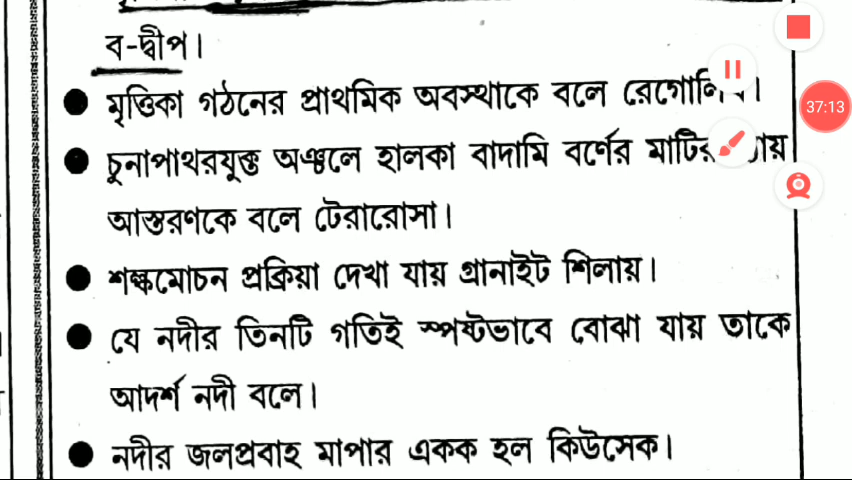 ব-দ্বীপ।
● মৃত্তিকা গঠনের প্রাথমিক অবস্থাকে বলে
● চুনাপাথরযুক্ত অঞ্চলে হালকা বাদামি বর্ণের
আস্তরণকে বলে টেরারোসা।
● শল্কমোচন প্রক্রিয়া দেখা যায় গ্রানাইট শিলায়।
● যে নদীর তিনটি গতিই স্পষ্টভাবে বোঝা যায় তাকে
আদর্শ নদী বলে।
● নদীর জলপ্রবাহ মাপার একক হল কিউসেক।
37:13